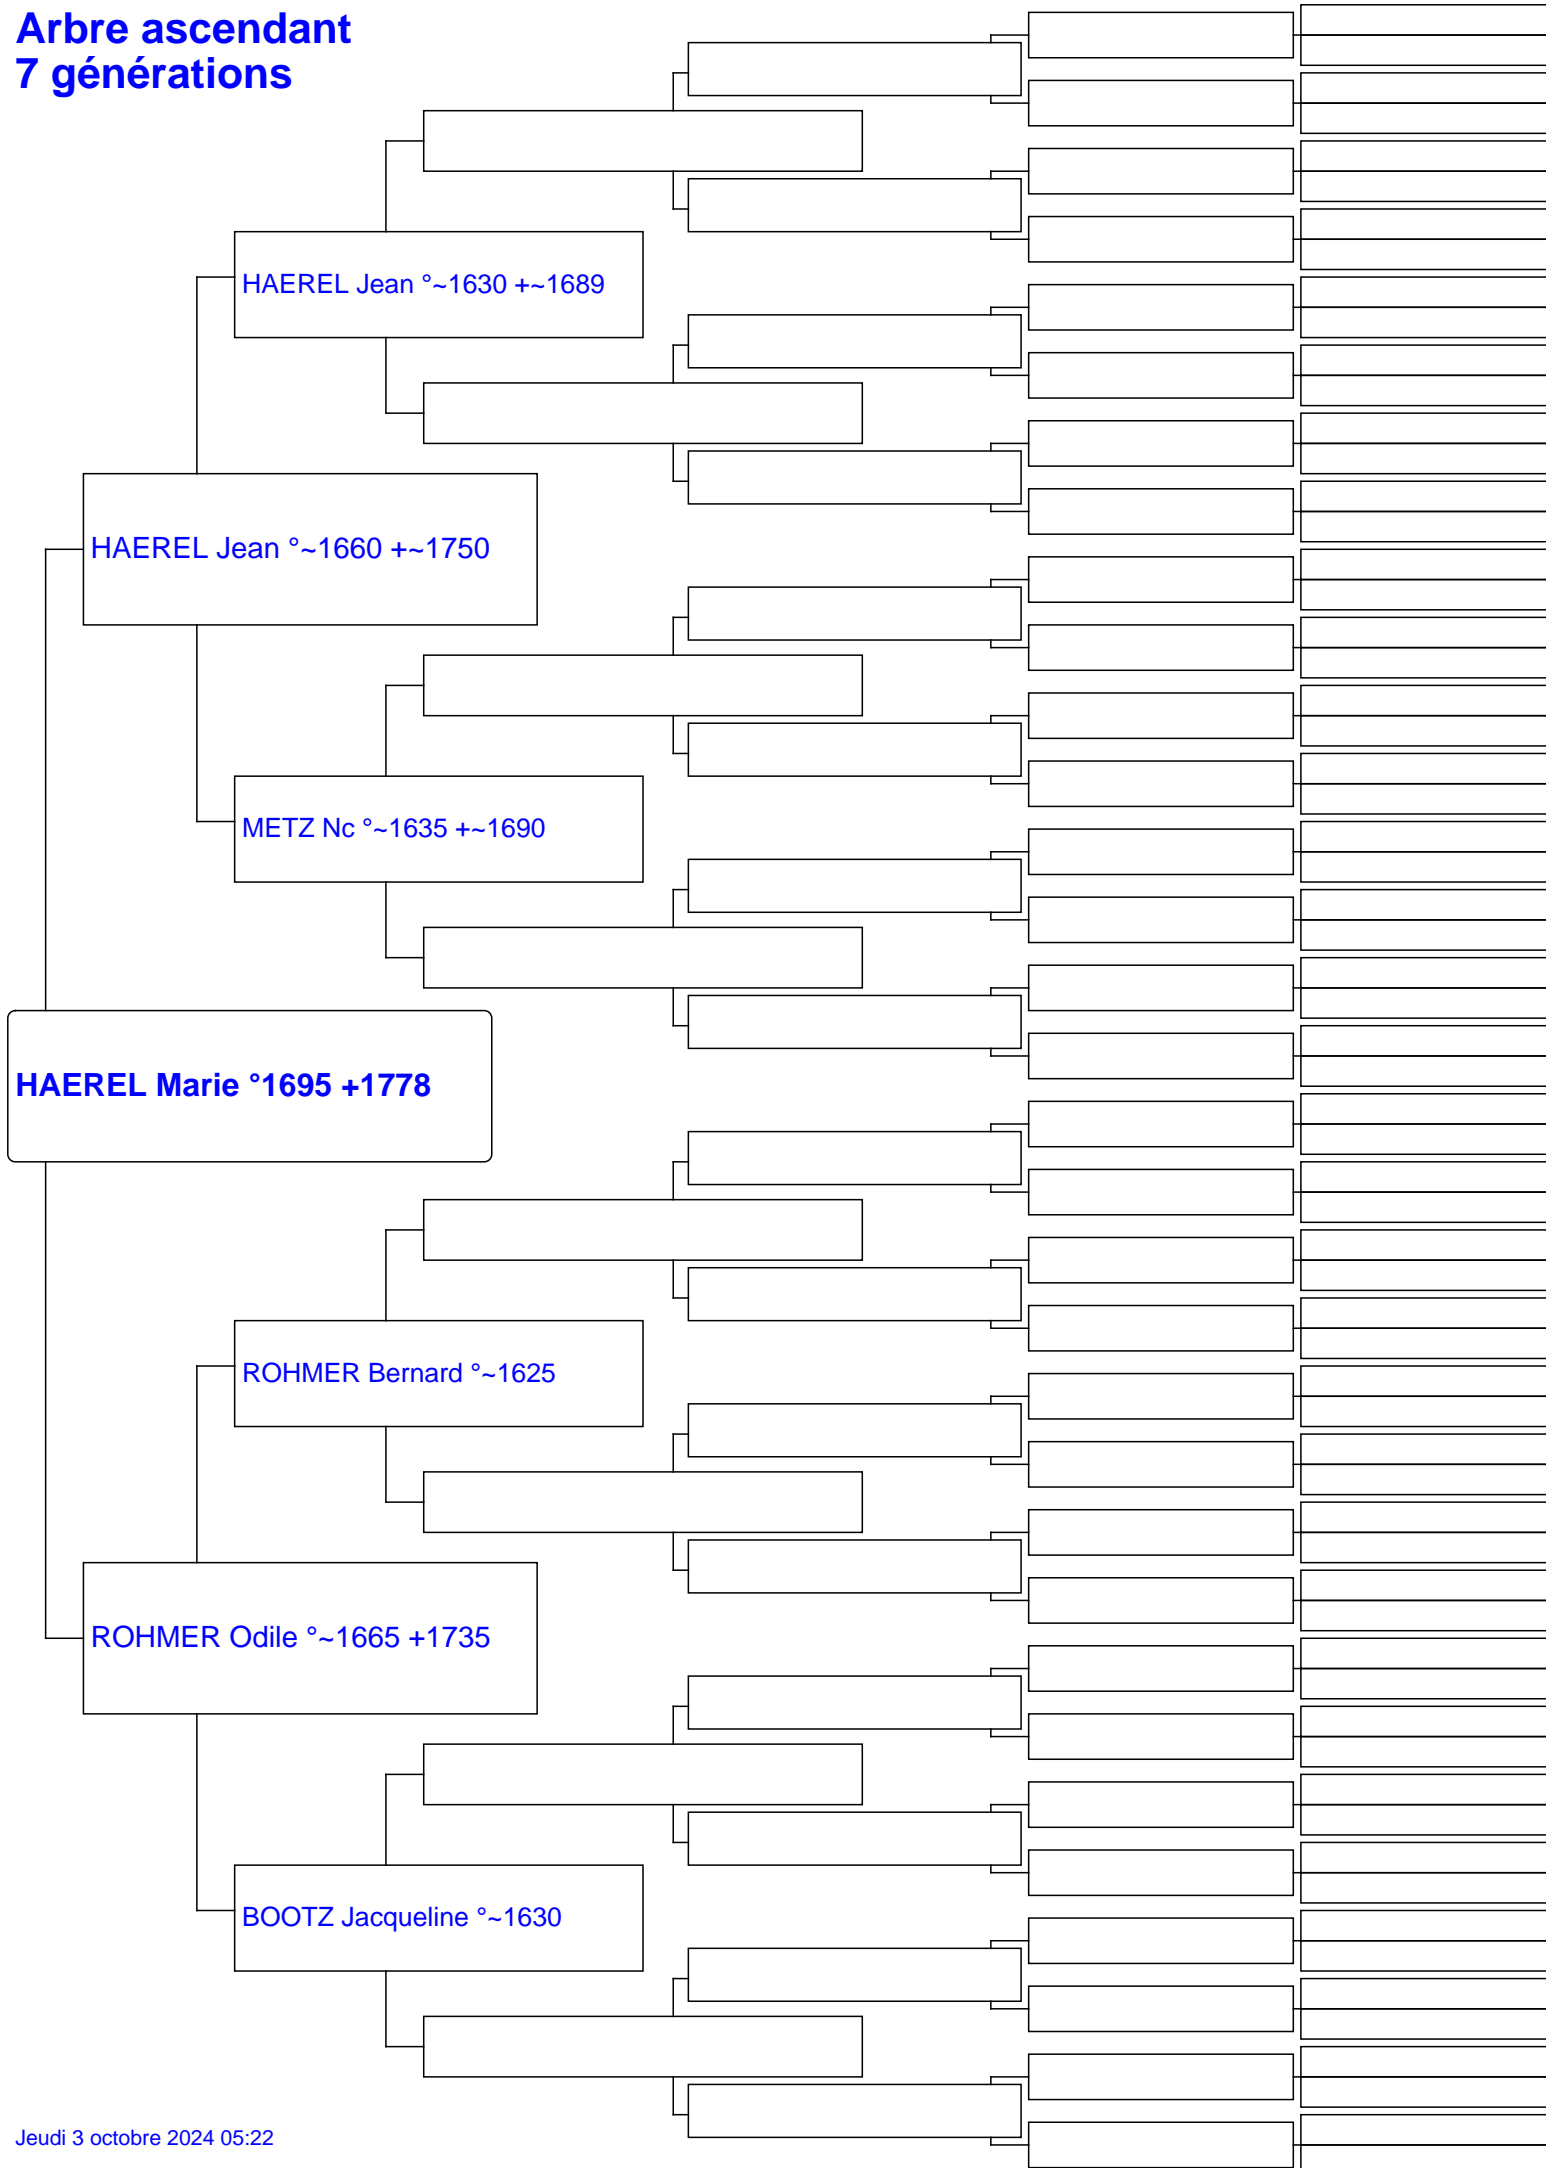 Arbre ascendant
7 générations
HAEREL Jean °~1630 +~1689
HAEREL Jean °~1660 +~1750
METZ Nc °~1635 +~1690
HAEREL Marie °1695 +1778
ROHMER Bernard °~1625
ROHMER Odile °~1665 +1735
BOOTZ Jacqueline °~1630
Jeudi 3 octobre 2024 05:22